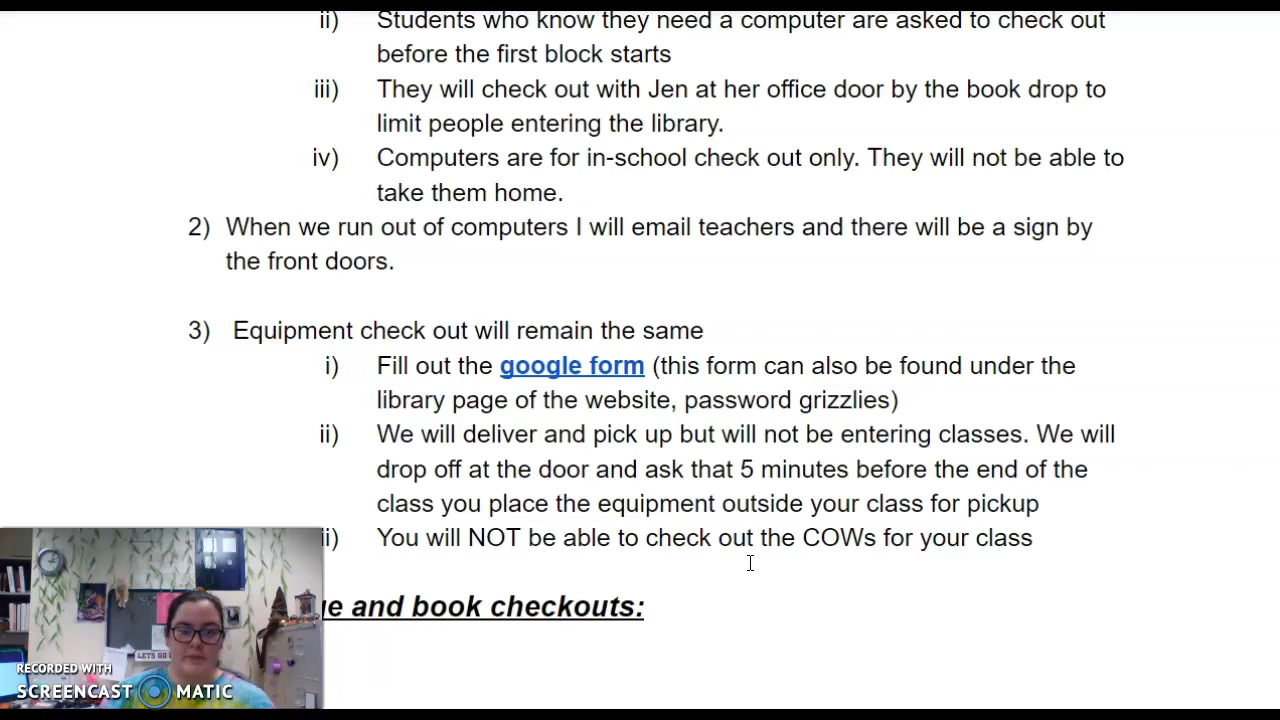 ii) Students who know they need a computer are asked to check out
before the first block starts
iii) They will check out with Jen at her office door by the book drop to
limit people entering the library.
iv) Computers are for in-school check out only. They will not be able to
take them home.
2) When we run out of computers I will email teachers and there will be a sign by
the front doors.
3) Equipment check out will remain the same
i) Fill out the google form (this form can also be found under the
library page of the website, password grizzlies)
ii) We will deliver and pick up but will not be entering classes. We will
drop off at the door and ask that 5 minutes before the end of the
class you place the equipment outside your class for pickup
ii) You will NOT be able to check out the COWs for your class
e and book checkouts:
LETS GO
RECORDED WITH
SCREENCAST MATIC